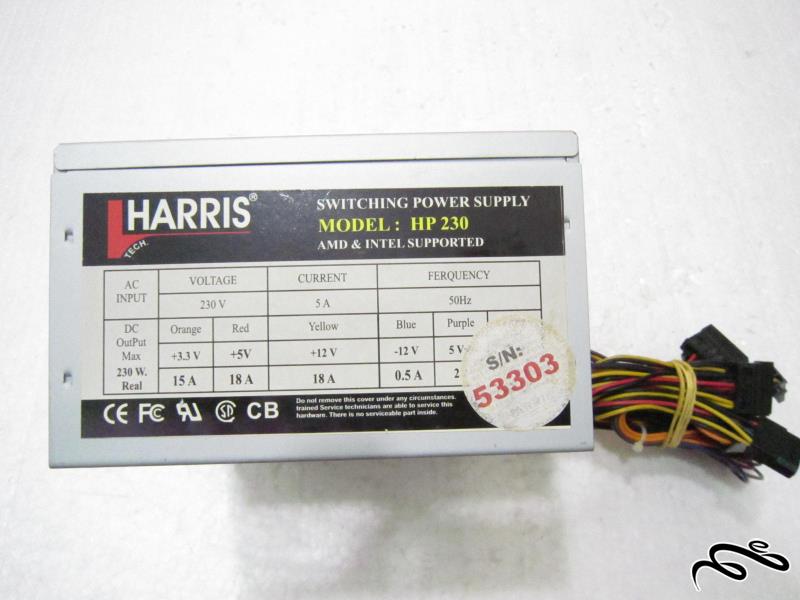 HARRIS®
TECH.
SWITCHING POWER SUPPLY
MODEL : HP 230
AMD & INTEL SUPPORTED
AC INPUT VOLTAGE CURRENT FERQUENCY
230 V 5 A 50Hz
DC OutPut Max 230 W. Real
Orange Red Yellow Blue Purple
+3.3 V +5V +12 V -12 V 5 V
15 A 18 A 18 A 0.5 A 2
S/N:
53303
CE FC SP CB
Do not remove this cover under any circumstances.
trained Service technicians are able to service this
hardware. There is no serviceable part inside.